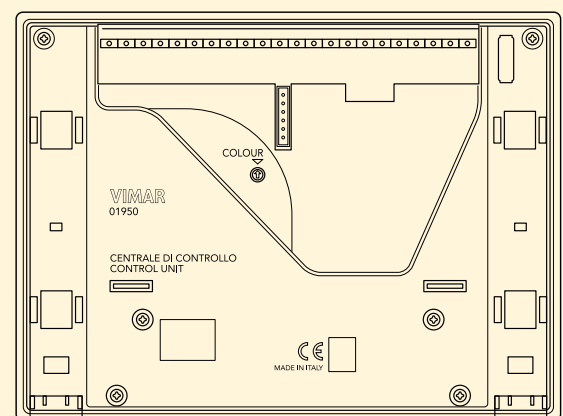 COLOUR
VIMAR
01950
CENTRALE DI CONTROLLO
CONTROL UNIT
CE
MADE IN ITALY